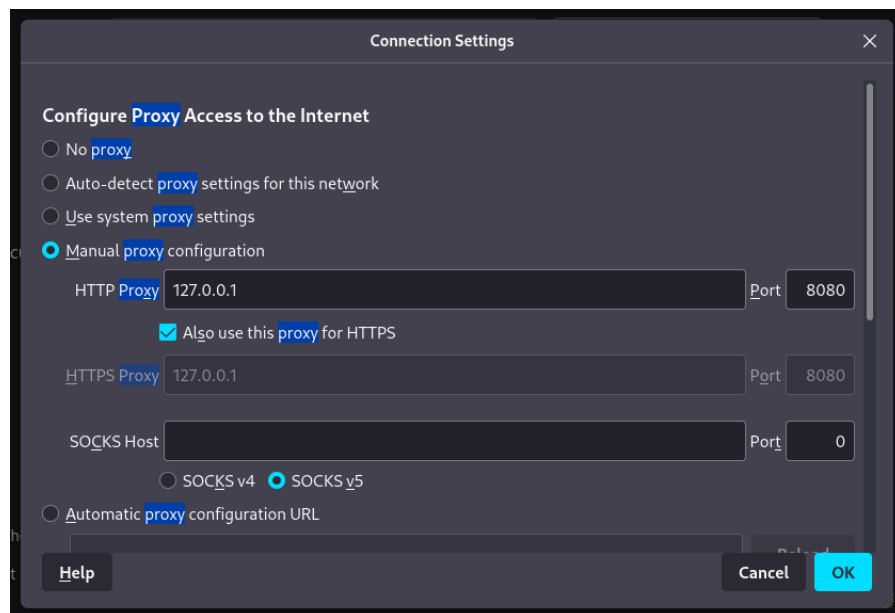 Connection Settings
Configure Proxy Access to the Internet
No proxy
Auto-detect proxy settings for this network
Use system proxy settings
Manual proxy configuration
HTTP Proxy 127.0.0.1 Port 8080
Also use this proxy for HTTPS
HTTPS Proxy 127.0.0.1 Port 8080
SOCKS Host Port 0
SOCKS v4 SOCKS v5
Automatic proxy configuration URL
Help Cancel OK